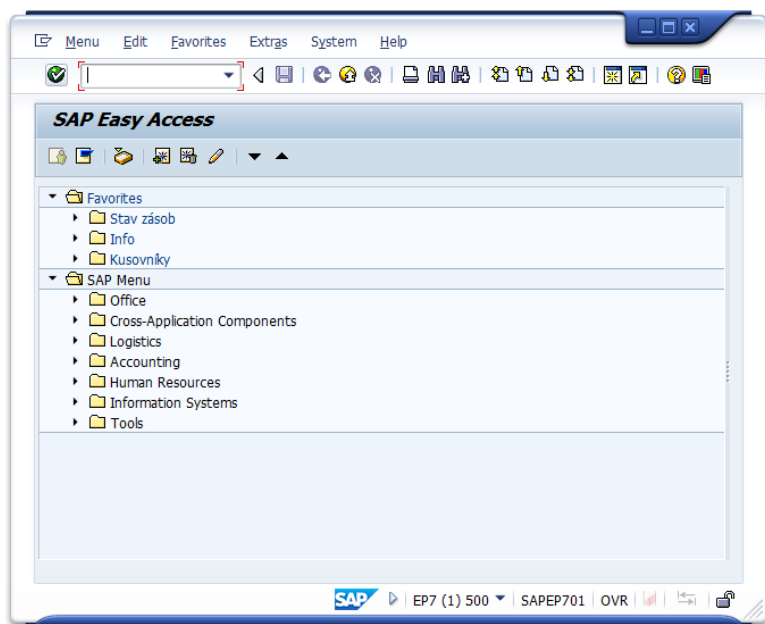 Menu Edit Favorites Extras System Help
SAP Easy Access
Favorites
Stav zásob
Info
Kusovníky
SAP Menu
Office
Cross-Application Components
Logistics
Accounting
Human Resources
Information Systems
Tools
SAP EP7 (1) 500 SAPEP701 OVR